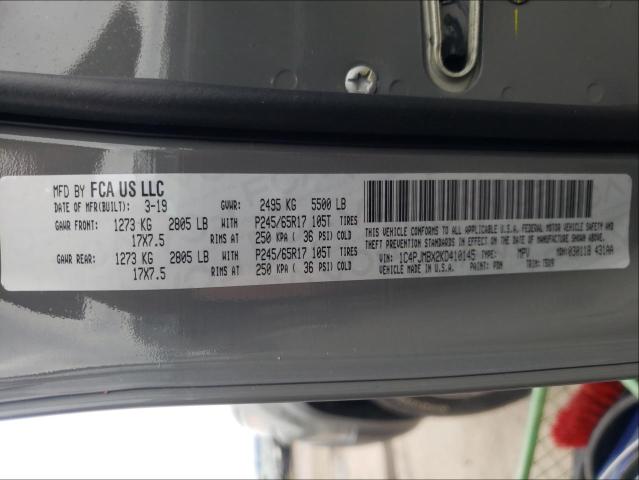 MFD BY FCA US LLC
DATE OF MFR(BUILT): 3-19 GVWR: 2495 KG 5500 LB
GAWR FRONT: 1273 KG 2805 LB WITH P245/65R17 105T TIRES
17X7.5 RIMS AT 250 KPA( 36 PSI) COLD
GAWR REAR: 1273 KG 2805 LB WITH P245/65R17 105T TIRES
17X7.5 RIMS AT 250 KPA( 36 PSI) COLD
THIS VEHICLE CONFORMS TO ALL APPLICABLE U.S.A. FEDERAL MOTOR VEHICLE SAFETY AND
THEFT PREVENTION STANDARDS IN EFFECT ON THE DATE OF MANUFACTURE SHOWN ABOVE.
VIN: 1C4PJMBX2KD410145 TYPE: MPV MDH: 030118 431AA
VEHICLE MADE IN U.S.A. PAINT: PDN TRIM: